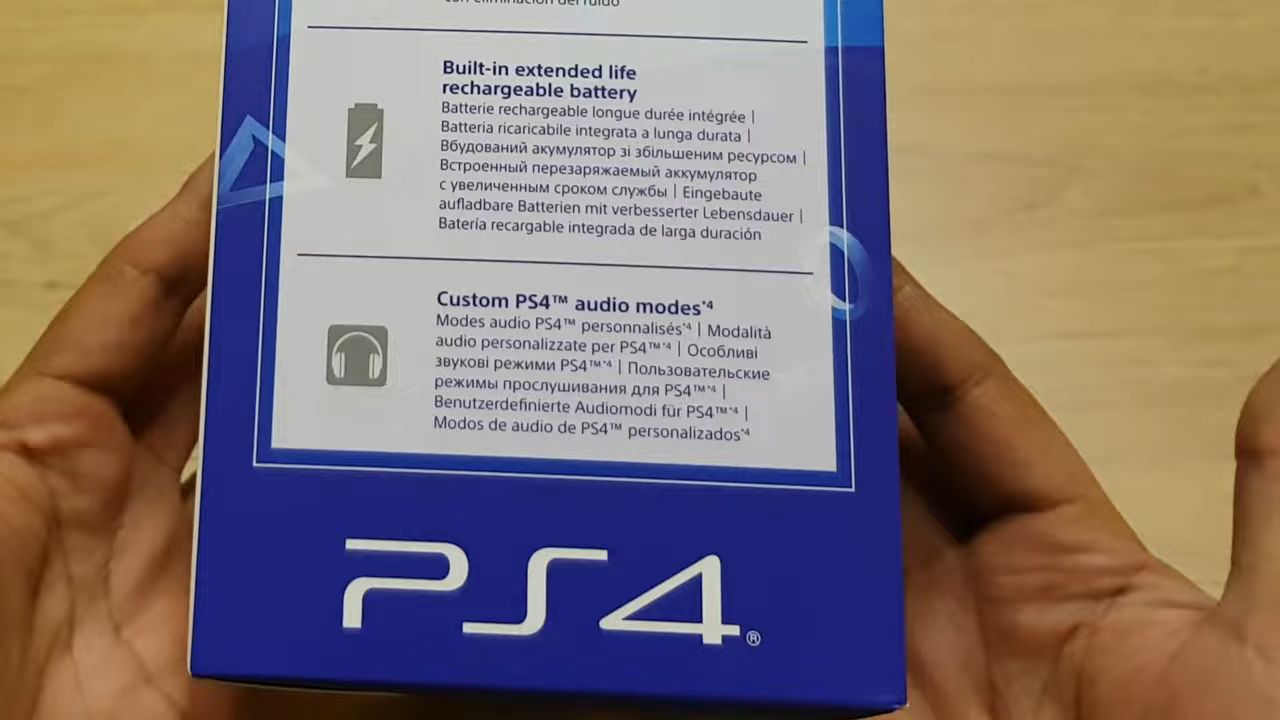 con eliminación del ruido
Built-in extended life
rechargeable battery
Batterie rechargeable longue durée intégrée |
Batteria ricaricabile integrata a lunga durata |
Вбудований акумулятор зі збільшеним ресурсом |
Встроенный перезаряжаемый аккумулятор
с увеличенным сроком службы | Eingebaute
aufladbare Batterien mit verbesserter Lebensdauer |
Batería recargable integrada de larga duración
Custom PS4™ audio modes*4
Modes audio PS4™ personnalisés*4 | Modalità
audio personalizzate per PS4™*4 | Особливі
звукові режими PS4™*4 | Пользовательские
режимы прослушивания для PS4™*4 |
Benutzerdefinierte Audiomodi für PS4™*4 |
Modos de audio de PS4™ personalizados*4
PS4®